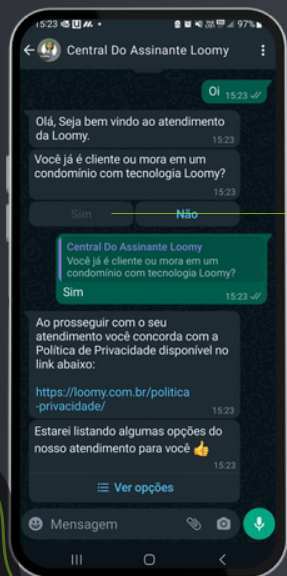 15:23
97%
Central Do Assinante Loomy
Oi 15:23
Olá, Seja bem vindo ao atendimento
da Loomy.
15:23
Você já é cliente ou mora em um
condomínio com tecnologia Loomy?
15:23
Sim
Não
Central Do Assinante Loomy
Você já é cliente ou mora em um
condomínio com tecnologia Loomy?
Sim
15:23
Ao prosseguir com o seu
atendimento você concorda com a
Política de Privacidade disponível no
link abaixo:
https://loomy.com.br/politica
-privacidade/
15:23
Estarei listando algumas opções do
nosso atendimento para você 👍
15:23
Ver opções
Mensagem